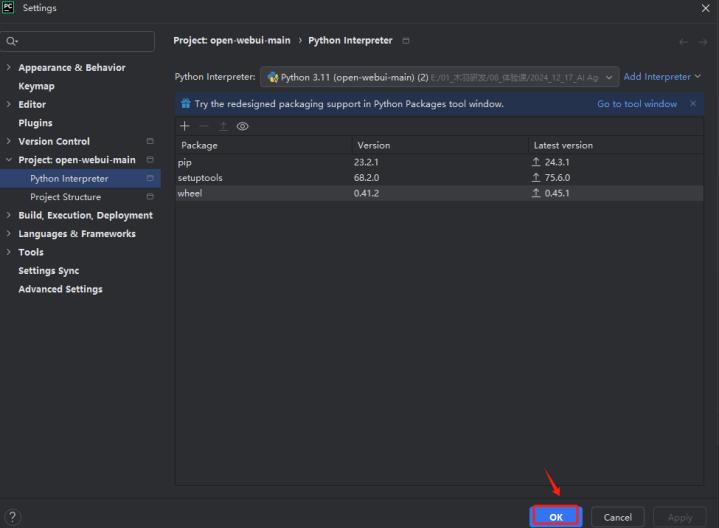 PC Settings
Project: open-webui-main › Python Interpreter
Appearance & Behavior
Keymap
Editor
Plugins
Version Control
Project: open-webui-main
Python Interpreter
Project Structure
Build, Execution, Deployment
Languages & Frameworks
Tools
Settings Sync
Advanced Settings
Python Interpreter: Python 3.11 (open-webui-main) (2) E:/01_木羽研发/08_体验课/2024_12_17_AI Ag Add Interpreter
Try the redesigned packaging support in Python Packages tool window. Go to tool window
Package Version Latest version
pip 23.2.1 24.3.1
setuptools 68.2.0 75.6.0
wheel 0.41.2 0.45.1
? OK Cancel Apply